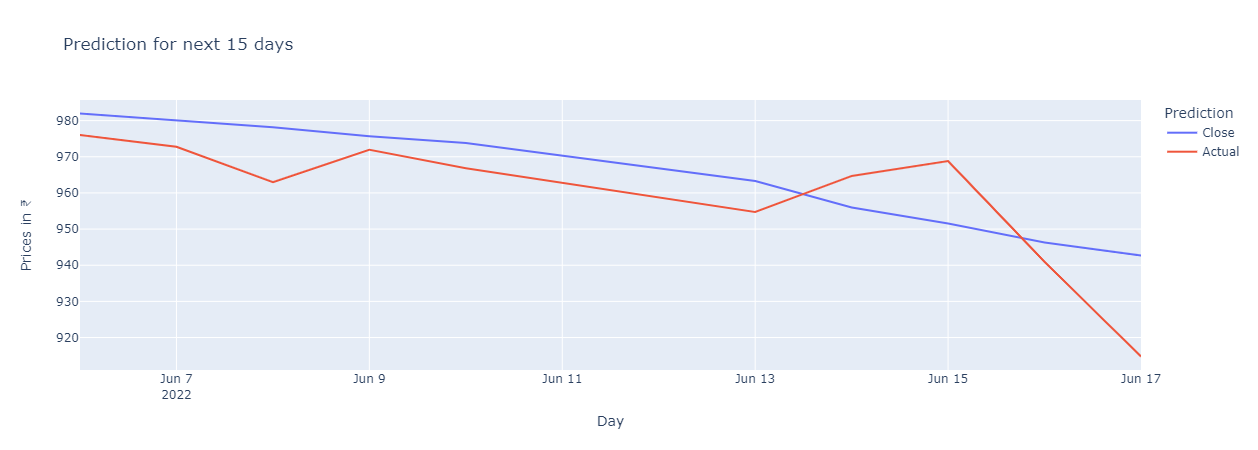 Prediction for next 15 days
Prediction
Close
Actual
980
970
960
950
940
930
920
Prices in ₹
Jun 7
2022
Jun 9
Jun 11
Jun 13
Jun 15
Jun 17
Day